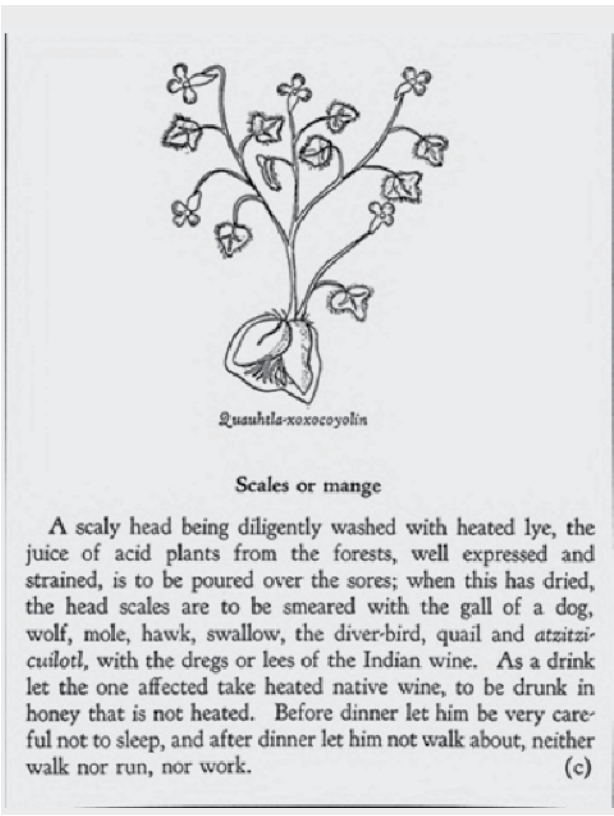 Quauhtla-xoxocoyolin
Scales or mange
A scaly head being diligently washed with heated lye, the
juice of acid plants from the forests, well expressed and
strained, is to be poured over the sores; when this has dried,
the head scales are to be smeared with the gall of a dog,
wolf, mole, hawk, swallow, the diver-bird, quail and atzitzi-
cuilotl, with the dregs or lees of the Indian wine. As a drink
let the one affected take heated native wine, to be drunk in
honey that is not heated. Before dinner let him be very care-
ful not to sleep, and after dinner let him not walk about, neither
walk nor run, nor work. (c)